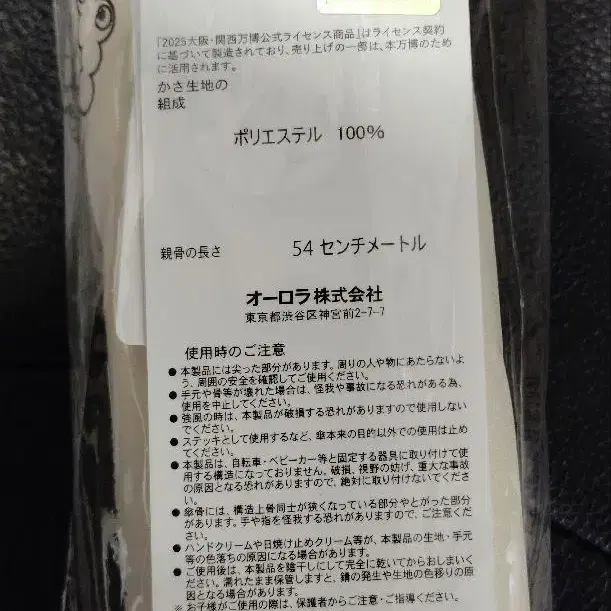 「2025大阪・関西万博公式ライセンス商品」はライセンス契約
に基づいて製造されており、売り上げの一部は、本万博のため
に活用されます。
かさ生地の
組成
ポリエステル 100%
親骨の長さ 54 センチメートル
オーロラ株式会社
東京都渋谷区神宮前2-7-7
使用時のご注意
● 本製品には尖った部分があります。周りの人や物にあたらないよ
う、周囲の安全を確認してご使用ください。
● 手元や骨等が壊れた場合は、怪我や事故になる恐れがある為、
使用を中止してください。
● 強風の時は、本製品が破損する恐れがありますので使用しない
でください。
● ステッキとして使用するなど、傘本来の目的以外での使用は止め
てください。
● 本製品は、自転車・ベビーカー等と固定する器具に取り付けて使
用する構造になっておりません。破損、視野の妨げ、重大な事故
の原因となる恐れがありますので、絶対に取り付けないでくださ
い。
● 傘骨には、構造上骨同士が狭くなっている部分やとがった部分
があります。手や指を怪我する恐れがありますので、ご注意くださ
い。
● ハンドクリームや日焼け止めクリーム等が、本製品の生地・手元
等の色落ちの原因になる場合があります。
● ご使用後は、本製品を陰干しにして完全に乾いてからおしまいく
ださい。濡れたまま保管しますと、錆の発生や生地の色移りの原
因となる場合があります。
※ お子様がご使用の際は、保護者からご注意・ご指導ください。